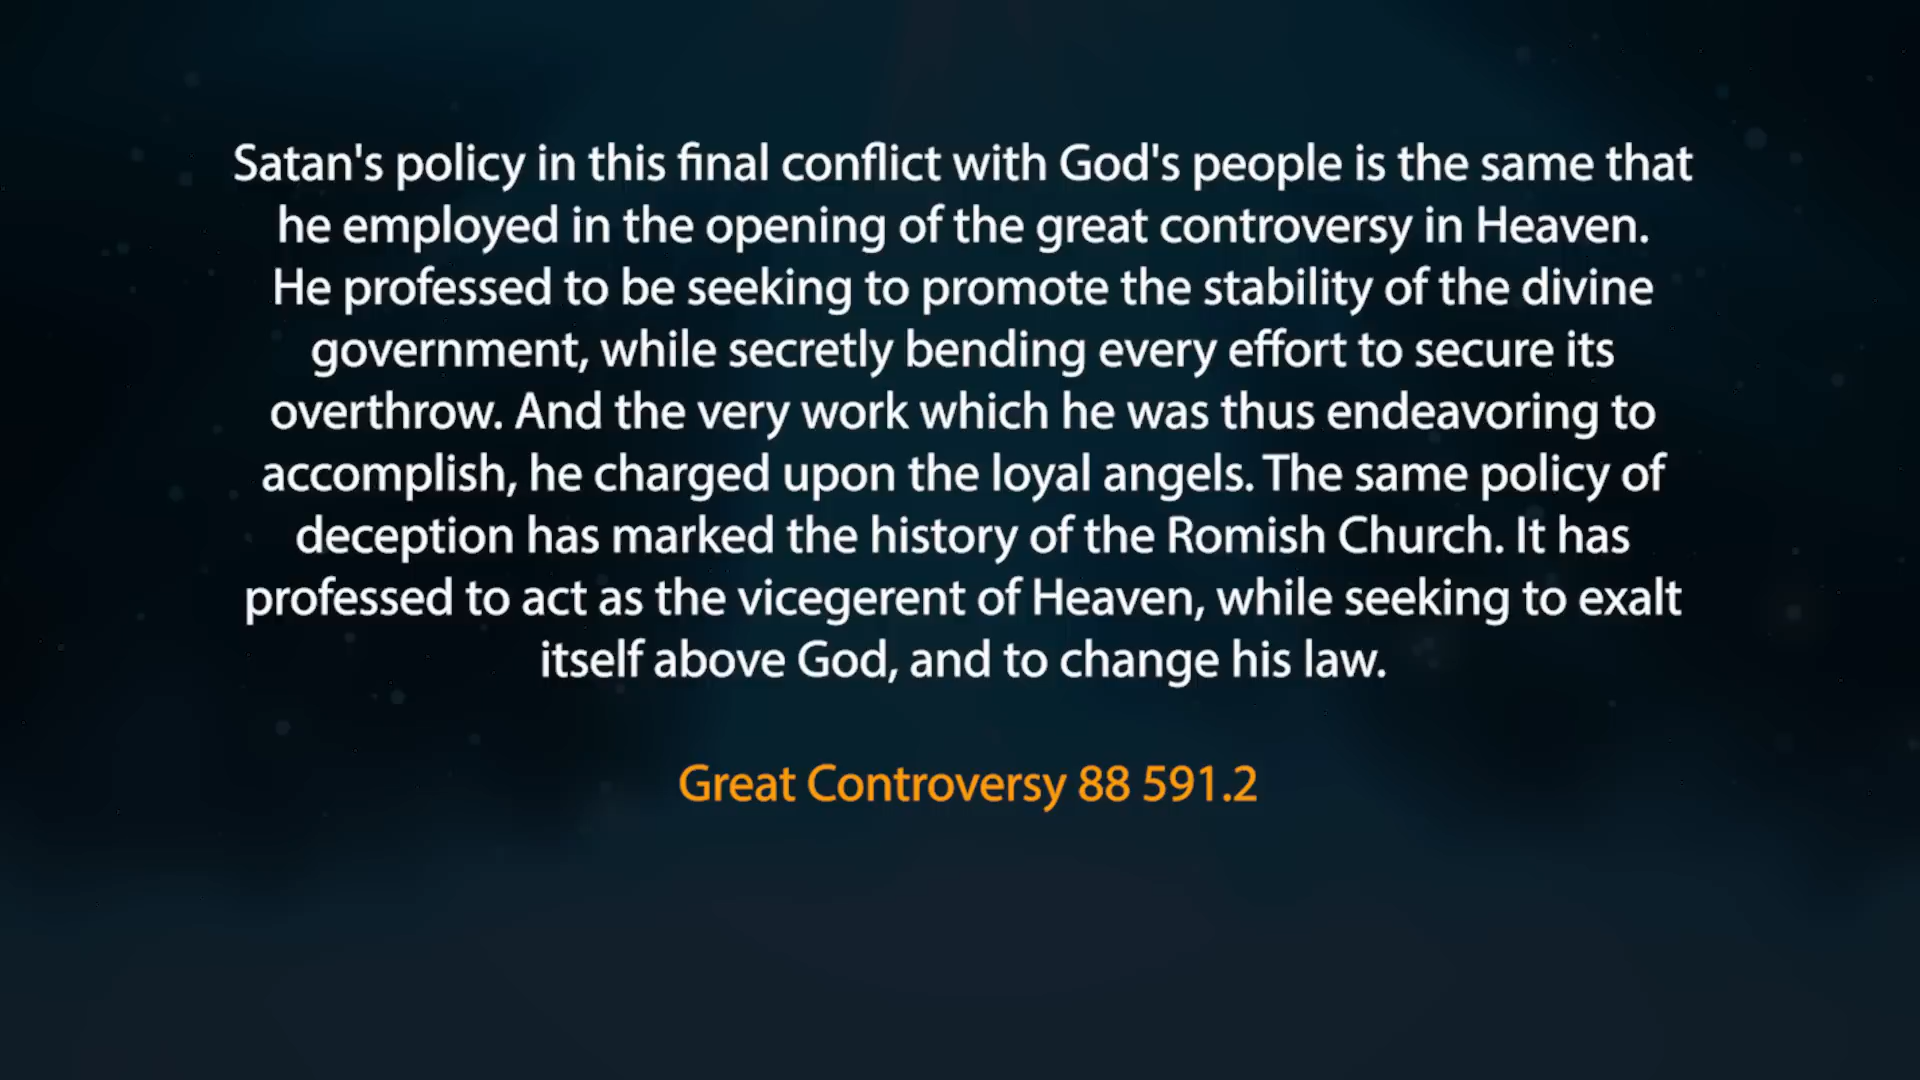 Satan's policy in this final conflict with God's people is the same that
he employed in the opening of the great controversy in Heaven.
He professed to be seeking to promote the stability of the divine
government, while secretly bending every effort to secure its
overthrow. And the very work which he was thus endeavoring to
accomplish, he charged upon the loyal angels. The same policy of
deception has marked the history of the Romish Church. It has
professed to act as the vicegerent of Heaven, while seeking to exalt
itself above God, and to change his law.
Great Controversy 88 591.2